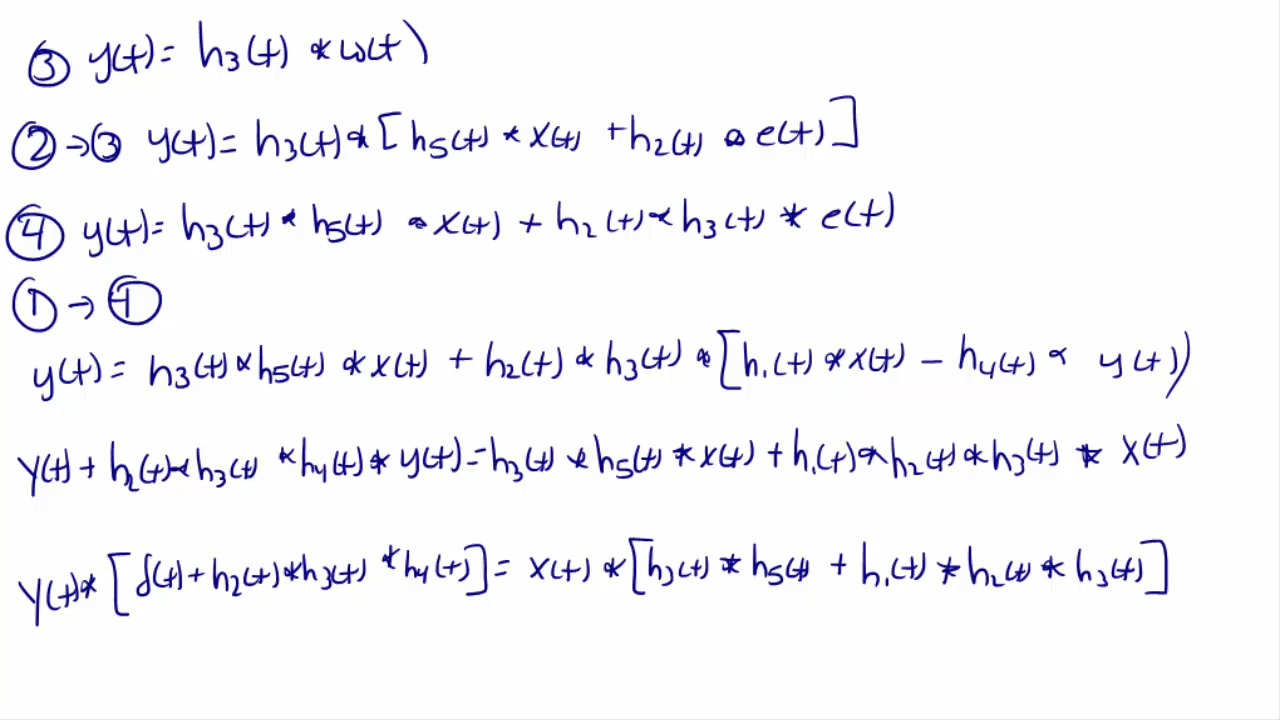 ③ y(t) = h₃(t) * ω(t)
② → ③ y(t) = h₃(t) * [h₅(t) * x(t) + h₂(t) * e(t)]
④ y(t) = h₃(t) * h₅(t) * x(t) + h₂(t) * h₃(t) * e(t)
① → ④
y(t) = h₃(t) * h₅(t) * x(t) + h₂(t) * h₃(t) * [h₁(t) * x(t) - h₄(t) * y(t))
y(t) + h₂(t) * h₃(t) * h₄(t) * y(t) = h₃(t) * h₅(t) * x(t) + h₁(t) * h₂(t) * h₃(t) * x(t)
y(t) * [δ(t) + h₂(t) * h₃(t) * h₄(t)] = x(t) * [h₃(t) * h₅(t) + h₁(t) * h₂(t) * h₃(t)]